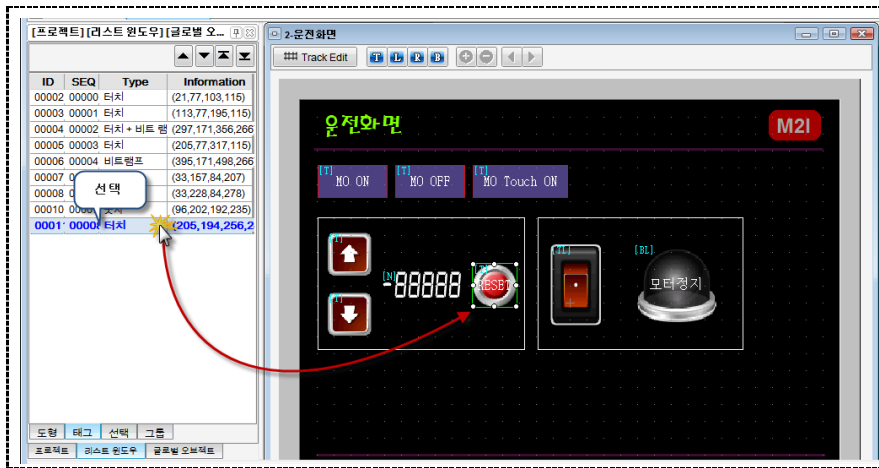 [프로젝트] [리스트 윈도우] [글로벌 오...
2-운전화면
Track Edit
T L R B
ID SEQ Type Information
00002 00000 터치 (21,77,103,115)
00003 00001 터치 (113,77,195,115)
00004 00002 터치 + 비트 램 (297,171,356,266
00005 00003 터치 (205,77,317,115)
00006 00004 비트램프 (395,171,498,266
00007 (33,157,84,207)
00008 (33,228,84,278)
00010 (96,202,192,235)
00008 터치 (205,194,256,2
선택
운전화면
M2I
[T] [T] [T]
MO ON MO OFF MO Touch ON
[T] [TL] [BL]
[N] -88888 RESET 모터정지
[T]
도형 태그 선택 그룹
프로젝트 리스트 윈도우 글로벌 오브젝트